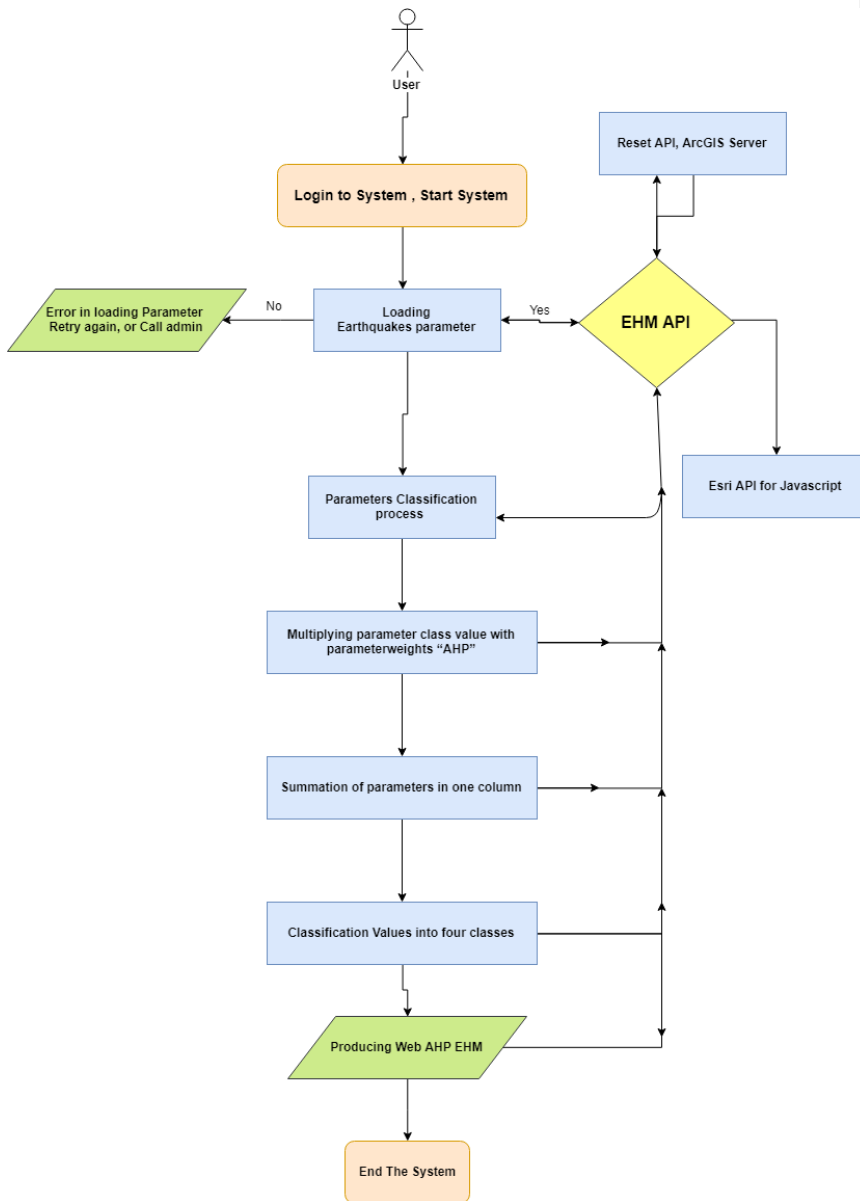 User
Reset API, ArcGIS Server
Login to System , Start System
Error in loading Parameter
Retry again, or Call admin
No
Loading
Earthquakes parameter
Yes
EHM API
Parameters Classification
process
Esri API for Javascript
Multiplying parameter class value with
parameterweights “AHP”
Summation of parameters in one column
Classification Values into four classes
Producing Web AHP EHM
End The System